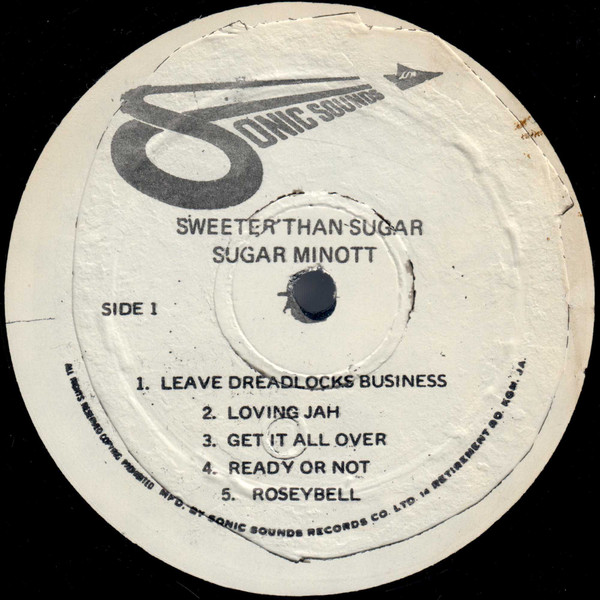 SONIC SOUNDS
SWEETER THAN SUGAR
SUGAR MINOTT
SIDE 1
1. LEAVE DREADLOCKS BUSINESS
2. LOVING JAH
3. GET IT ALL OVER
4. READY OR NOT
5. ROSEYBELL
ALL RIGHTS RESERVED COPYING PROHIBITED MFD. BY SONIC SOUNDS RECORDS CO. LTD. 14 RETIREMENT RD. KGN. JA.